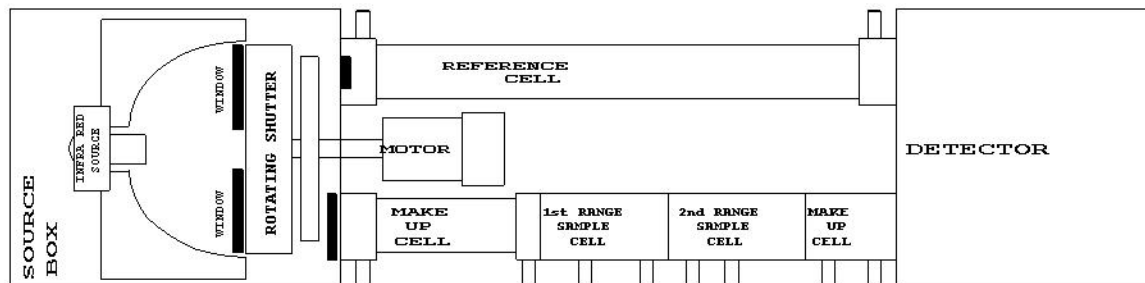 SOURCE
BOX
INFRA RED
SOURCE
WINDOW
WINDOW
ROTATING SHUTTER
REFERENCE
CELL
MOTOR
MAKE
UP
CELL
1st RANGE
SAMPLE
CELL
2nd RANGE
SAMPLE
CELL
MAKE
UP
CELL
DETECTOR